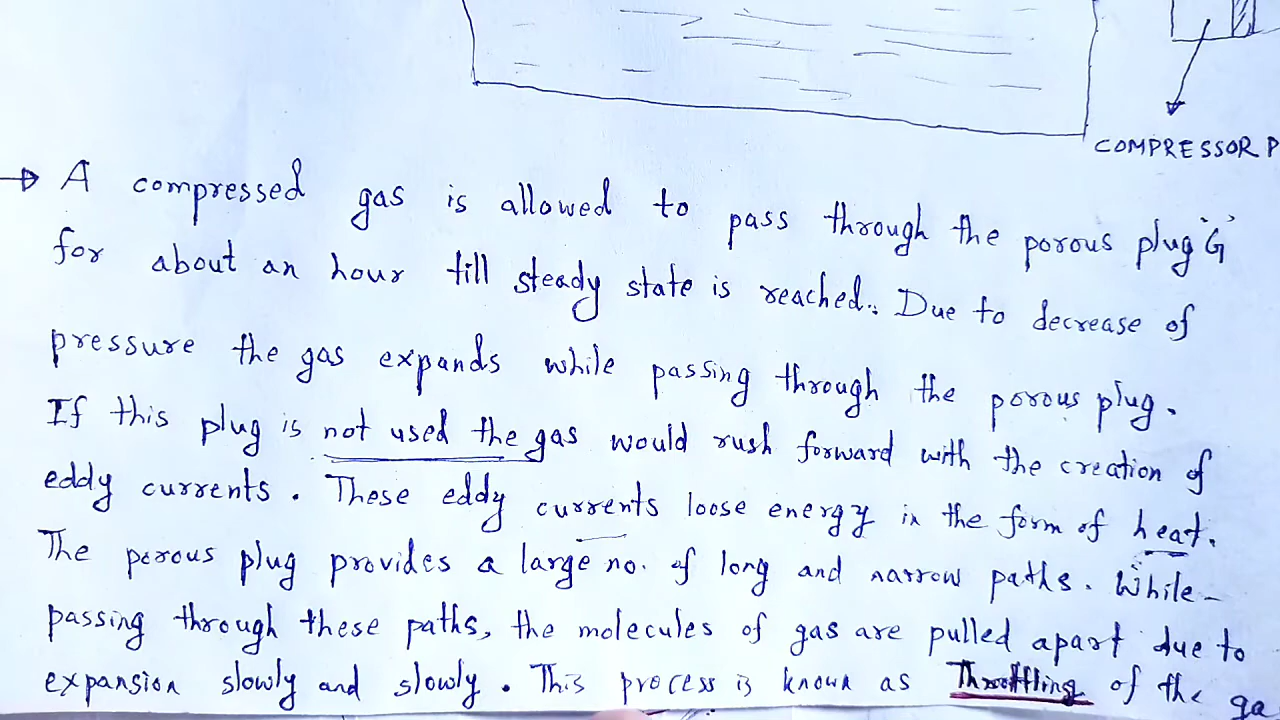 COMPRESSOR P
→ A compressed gas is allowed to pass through the porous plug 'G'
for about an hour till steady state is reached. Due to decrease of
pressure the gas expands while passing through the porous plug.
If this plug is not used the gas would rush forward with the creation of
eddy currents. These eddy currents loose energy in the form of heat.
The porous plug provides a large no. of long and narrow paths. While
passing through these paths, the molecules of gas are pulled apart due to
expansion slowly and slowly. This process is known as Throttling of the ga